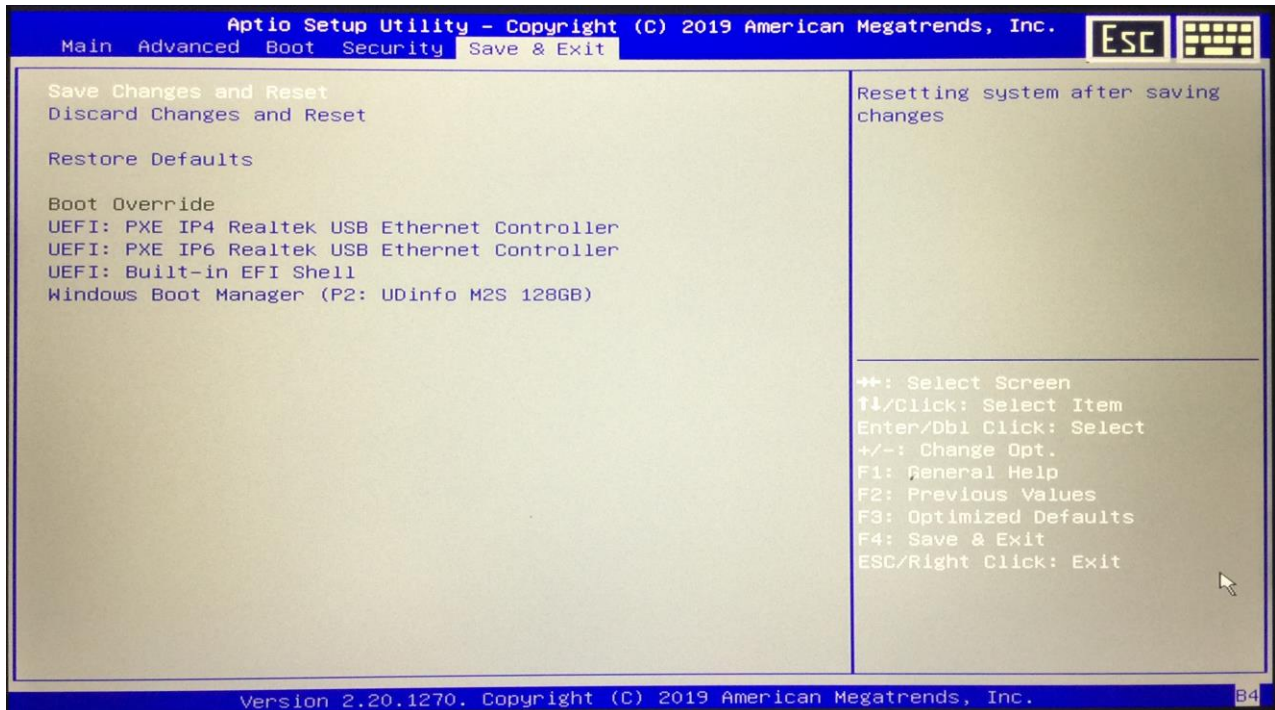 Aptio Setup Utility – Copyright (C) 2019 American Megatrends, Inc.
Main Advanced Boot Security Save & Exit
Esc
Save Changes and Reset
Discard Changes and Reset
Restore Defaults
Boot Override
UEFI: PXE IP4 Realtek USB Ethernet Controller
UEFI: PXE IP6 Realtek USB Ethernet Controller
UEFI: Built-in EFI Shell
Windows Boot Manager (P2: UDinfo M2S 128GB)
Resetting system after saving
changes
→←: Select Screen
↑↓/Click: Select Item
Enter/Dbl Click: Select
+/-: Change Opt.
F1: General Help
F2: Previous Values
F3: Optimized Defaults
F4: Save & Exit
ESC/Right Click: Exit
Version 2.20.1270. Copyright (C) 2019 American Megatrends, Inc.
B4